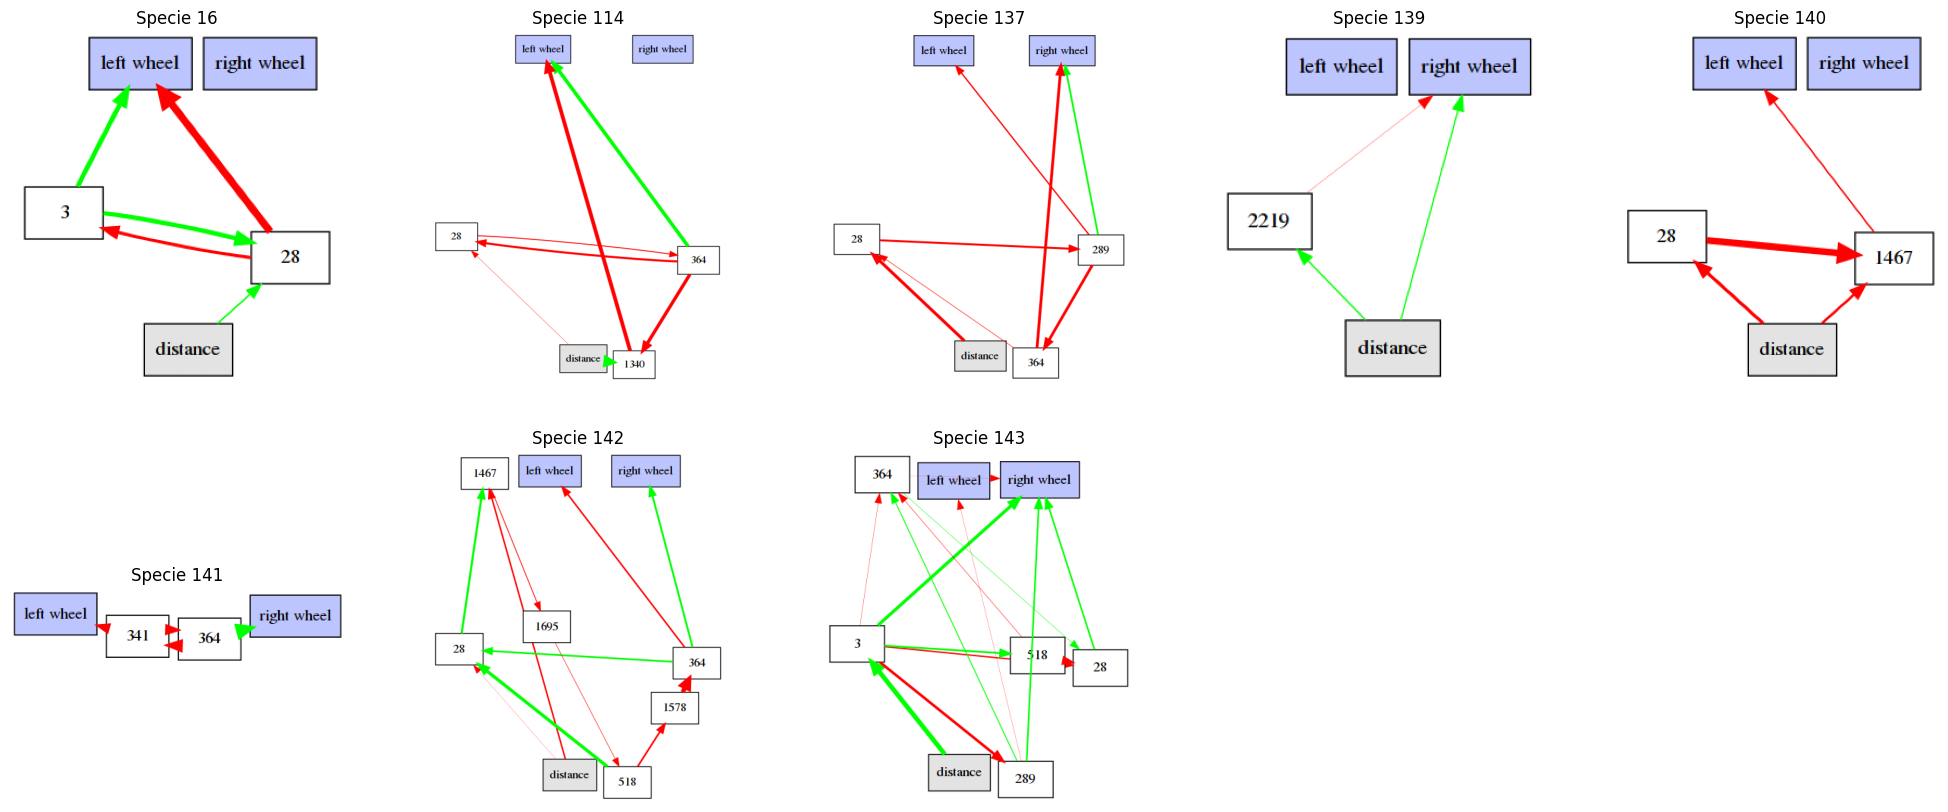 Specie 16
left wheel
right wheel
3
28
distance
Specie 114
left wheel
right wheel
28
364
distance
1340
Specie 137
left wheel
right wheel
28
289
distance
364
Specie 139
left wheel
right wheel
2219
distance
Specie 140
left wheel
right wheel
28
1467
distance
Specie 141
left wheel
341
364
right wheel
Specie 142
1467
left wheel
right wheel
1695
28
364
1578
distance
518
Specie 143
364
left wheel
right wheel
3
518
28
distance
289